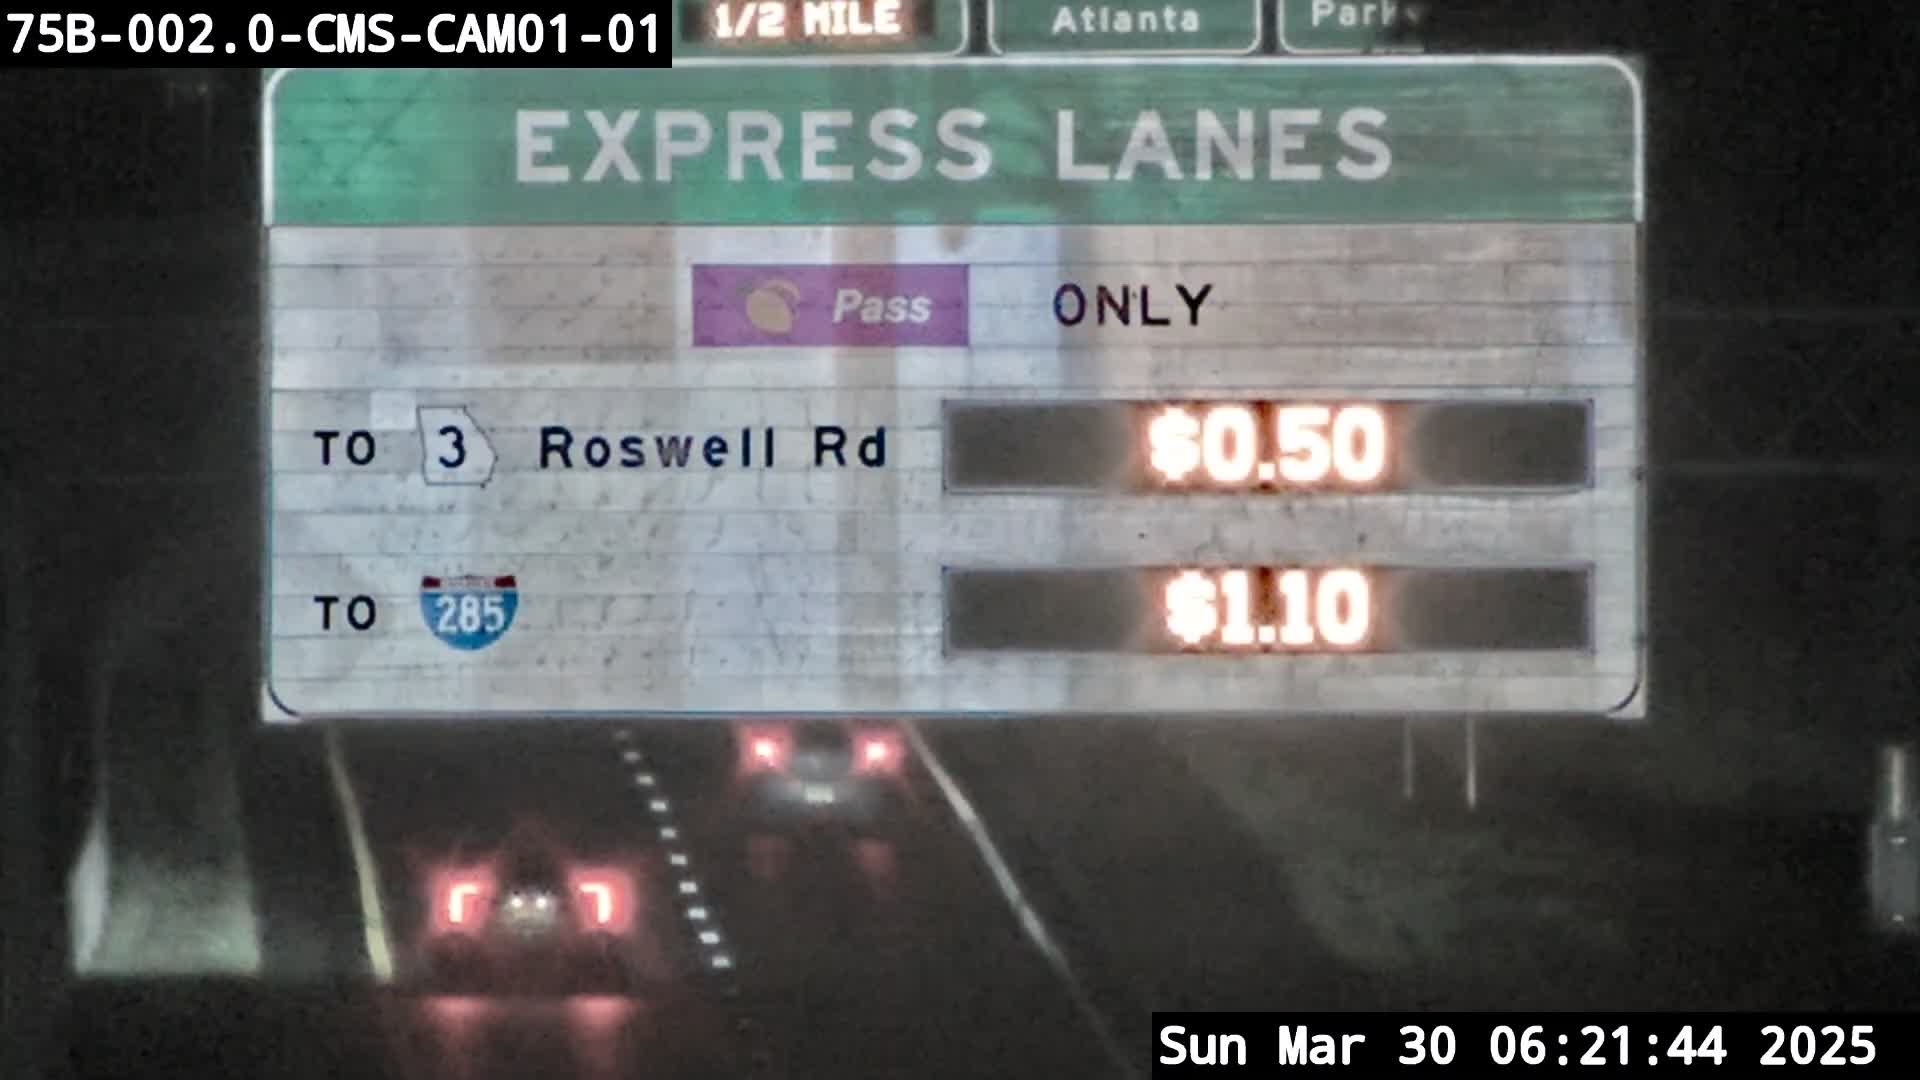 75B-002.0-CMS-CAM01-01
1/2 MILE
Atlanta
EXPRESS LANES
Pass ONLY
TO 3 Roswell Rd $0.50
TO 285 $1.10
Sun Mar 30 06:21:44 2025